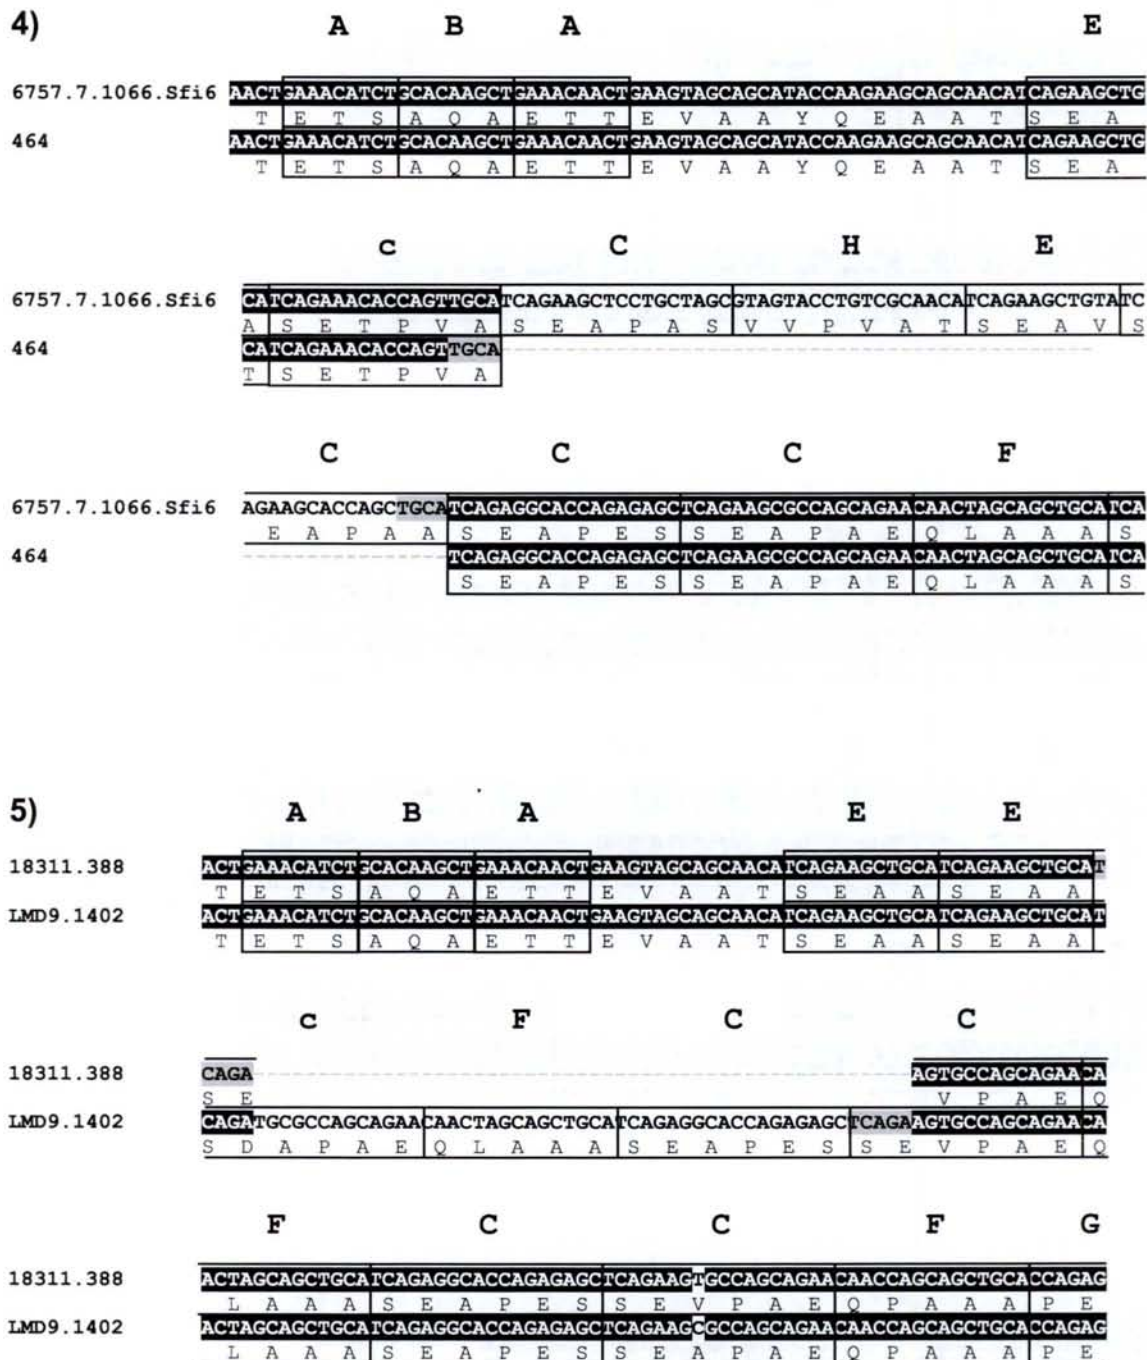 4) A B A E
6757.7.1066.Sfi6 AACTGAAACATCTGCACAAGCTGAAACAACTGAAGTAGCAGCATACCAAGAAGCAGCAACATCAGAAGCTG
T E T S A Q A E T T E V A A Y Q E A A T S E A
464 AACTGAAACATCTGCACAAGCTGAAACAACTGAAGTAGCAGCATACCAAGAAGCAGCAACATCAGAAGCTG
T E T S A Q A E T T E V A A Y Q E A A T S E A
c C H E
6757.7.1066.Sfi6 CATCAGAAACACCAGTTGCATCAGAAGCTCCTGCTAGCGTAGTACCTGTCGCAACATCAGAAGCTGTATC
A S E T P V A S E A P A S V V P V A T S E A V S
464 CATCAGAAACACCAGTTGCA
T S E T P V A
C C C F
6757.7.1066.Sfi6 AGAAGCACCAGCTGCATCAGAGGCACCAGAGAGCTCAGAAGCGCCAGCAGAACAACTAGCAGCTGCATCA
E A P A A S E A P E S S E A P A E Q L A A A S
464 TCAGAGGCACCAGAGAGCTCAGAAGCGCCAGCAGAACAACTAGCAGCTGCATCA
S E A P E S S E A P A E Q L A A A S
5) A B A E E
18311.388 ACTGAAACATCTGCACAAGCTGAAACAACTGAAGTAGCAGCAACATCAGAAGCTGCATCAGAAGCTGCAT
T E T S A Q A E T T E V A A T S E A A S E A A
LMD9.1402 ACTGAAACATCTGCACAAGCTGAAACAACTGAAGTAGCAGCAACATCAGAAGCTGCATCAGAAGCTGCAT
T E T S A Q A E T T E V A A T S E A A S E A A
c F C C
18311.388 CAGA AGTGCCAGCAGAACA
S E V P A E Q
LMD9.1402 CAGATGCGCCAGCAGAACAACTAGCAGCTGCATCAGAGGCACCAGAGAGCTCAGAAGTGCCAGCAGAACA
S D A P A E Q L A A A S E A P E S S E V P A E Q
F C C F G
18311.388 ACTAGCAGCTGCATCAGAGGCACCAGAGAGCTCAGAAGTGCCAGCAGAACAACCAGCAGCTGCACCAGAG
L A A A S E A P E S S E V P A E Q P A A A P E
LMD9.1402 ACTAGCAGCTGCATCAGAGGCACCAGAGAGCTCAGAAGCGCCAGCAGAACAACCAGCAGCTGCACCAGAG
L A A A S E A P E S S E A P A E Q P A A A P E